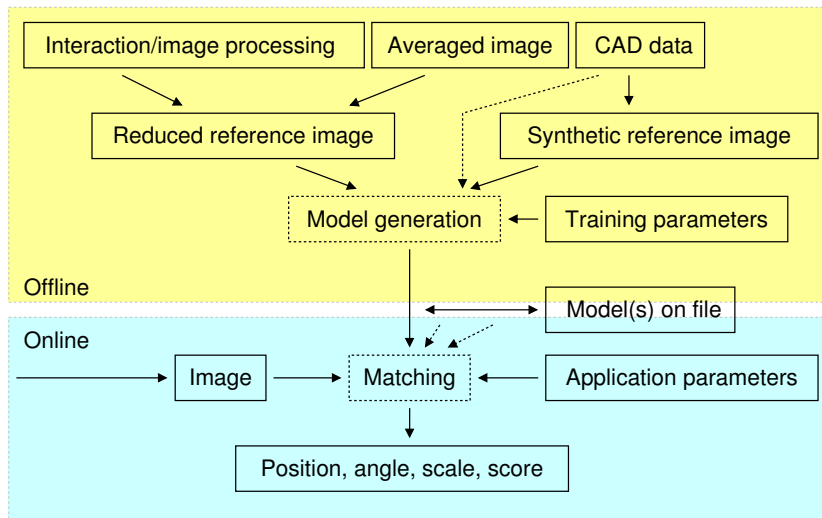 Interaction/image processing
Averaged image
CAD data
Reduced reference image
Synthetic reference image
Model generation
Training parameters
Offline
Model(s) on file
Online
Image
Matching
Application parameters
Position, angle, scale, score